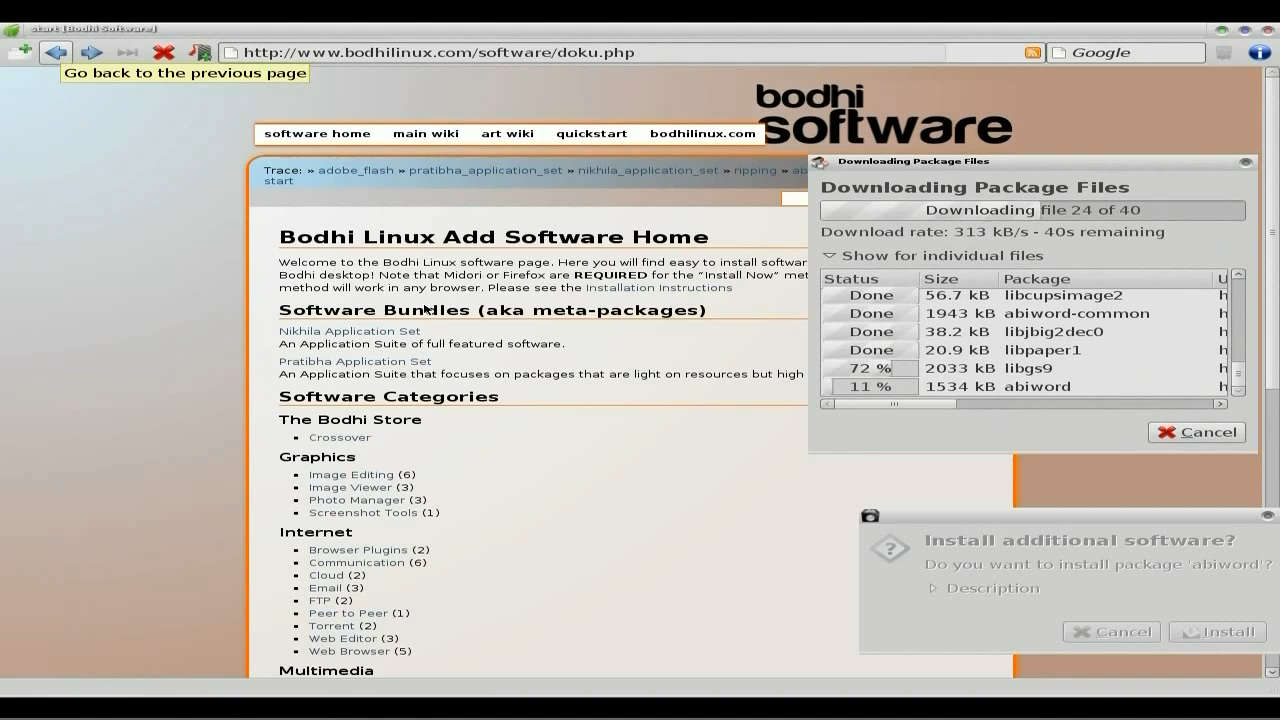 start [Bodhi Software]
http://www.bodhilinux.com/software/doku.php
Google
Go back to the previous page
bodhi
software
software home main wiki art wiki quickstart bodhilinux.com
Trace: » adobe_flash » pratibha_application_set » nikhila_application_set » ripping » ab
start
Bodhi Linux Add Software Home
Welcome to the Bodhi Linux software page. Here you will find easy to install softwar
Bodhi desktop! Note that Midori or Firefox are REQUIRED for the “Install Now” met
method will work in any browser. Please see the Installation Instructions
Software Bundles (aka meta-packages)
Nikhila Application Set
An Application Suite of full featured software.
Pratibha Application Set
An Application Suite that focuses on packages that are light on resources but high
Software Categories
The Bodhi Store
Crossover
Graphics
Image Editing (6)
Image Viewer (3)
Photo Manager (3)
Screenshot Tools (1)
Internet
Browser Plugins (2)
Communication (6)
Cloud (2)
Email (3)
FTP (2)
Peer to Peer (1)
Torrent (2)
Web Editor (3)
Web Browser (5)
Multimedia
Downloading Package Files
Downloading Package Files
Downloading file 24 of 40
Download rate: 313 kB/s - 40s remaining
Show for individual files
Status Size Package U
Done 56.7 kB libcupsimage2 h
Done 1943 kB abiword-common h
Done 38.2 kB libjbig2dec0 h
Done 20.9 kB libpaper1 h
72 % 2033 kB libgs9 h
11 % 1534 kB abiword h
Cancel
Install additional software?
Do you want to install package 'abiword'?
Description
Cancel Install